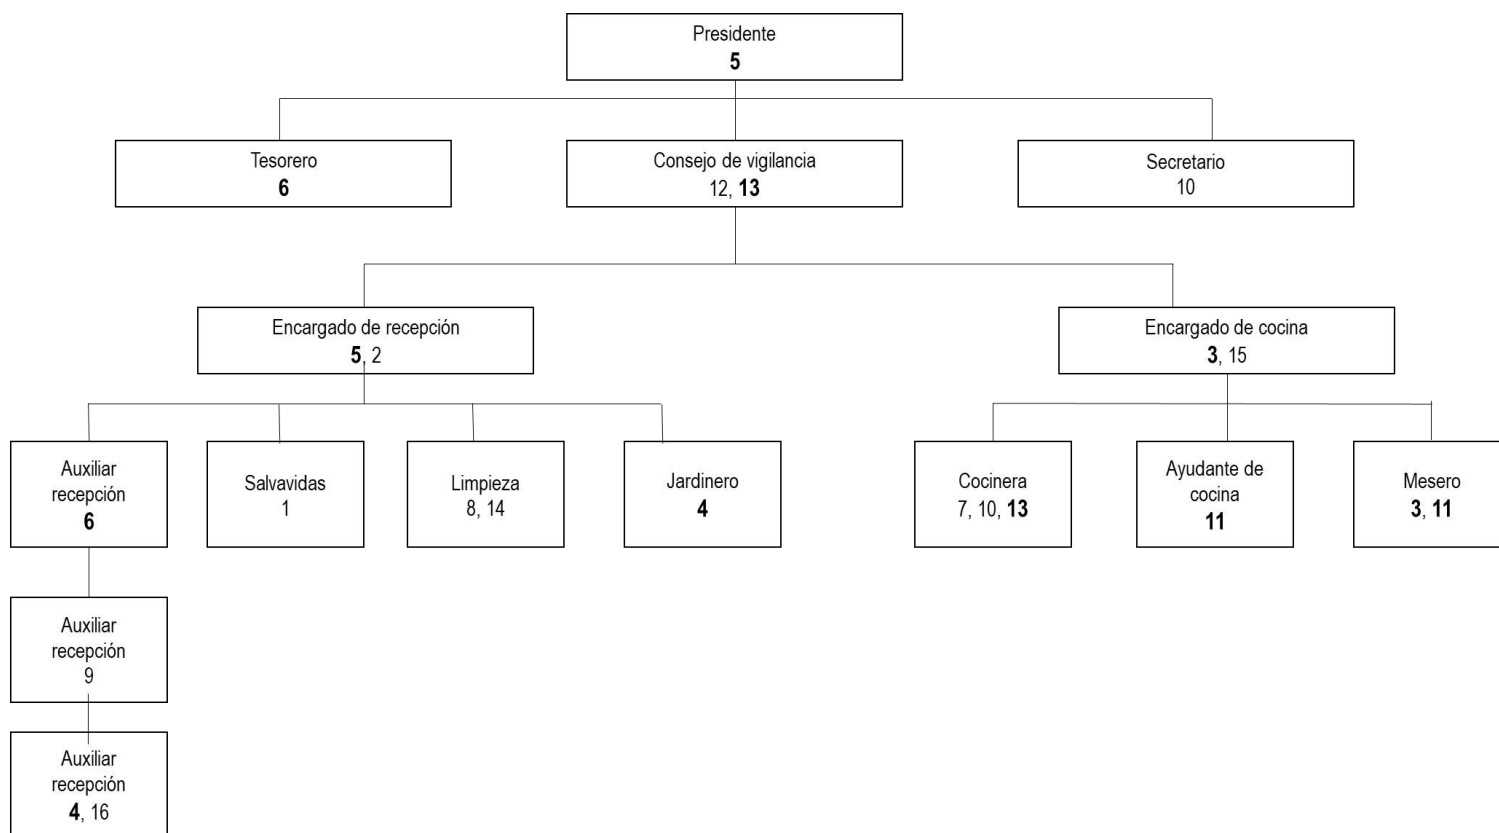 Presidente
5
Tesorero
6
Consejo de vigilancia
12, 13
Secretario
10
Encargado de recepción
5, 2
Encargado de cocina
3, 15
Auxiliar
recepción
6
Salvavidas
1
Limpieza
8, 14
Jardinero
4
Cocinera
7, 10, 13
Ayudante de
cocina
11
Mesero
3, 11
Auxiliar
recepción
9
Auxiliar
recepción
4, 16